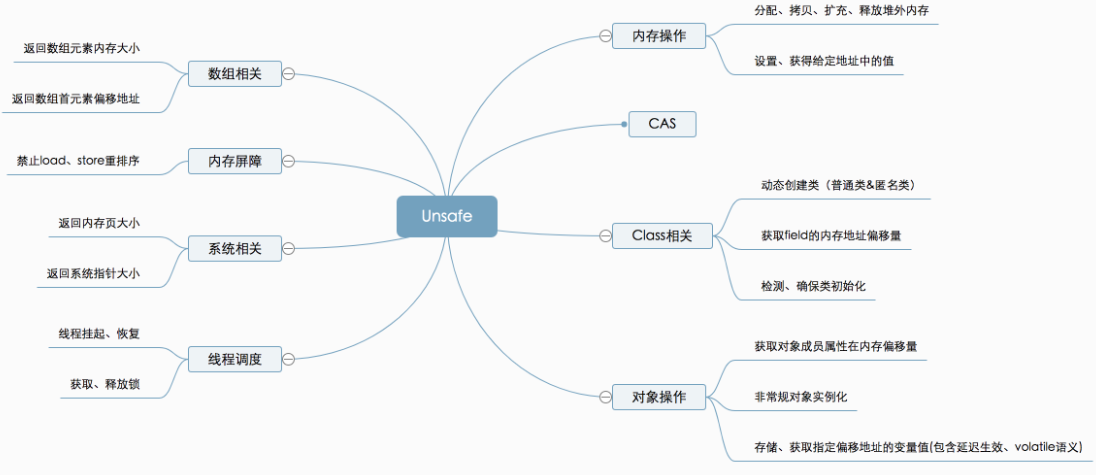 Unsafe
数组相关
返回数组元素内存大小
返回数组首元素偏移地址
内存屏障
禁止load、store重排序
系统相关
返回内存页大小
返回系统指针大小
线程调度
线程挂起、恢复
获取、释放锁
内存操作
分配、拷贝、扩充、释放堆外内存
设置、获得给定地址中的值
CAS
Class相关
动态创建类（普通类&匿名类）
获取field的内存地址偏移量
检测、确保类初始化
对象操作
获取对象成员属性在内存偏移量
非常规对象实例化
存储、获取指定偏移地址的变量值(包含延迟生效、volatile语义)